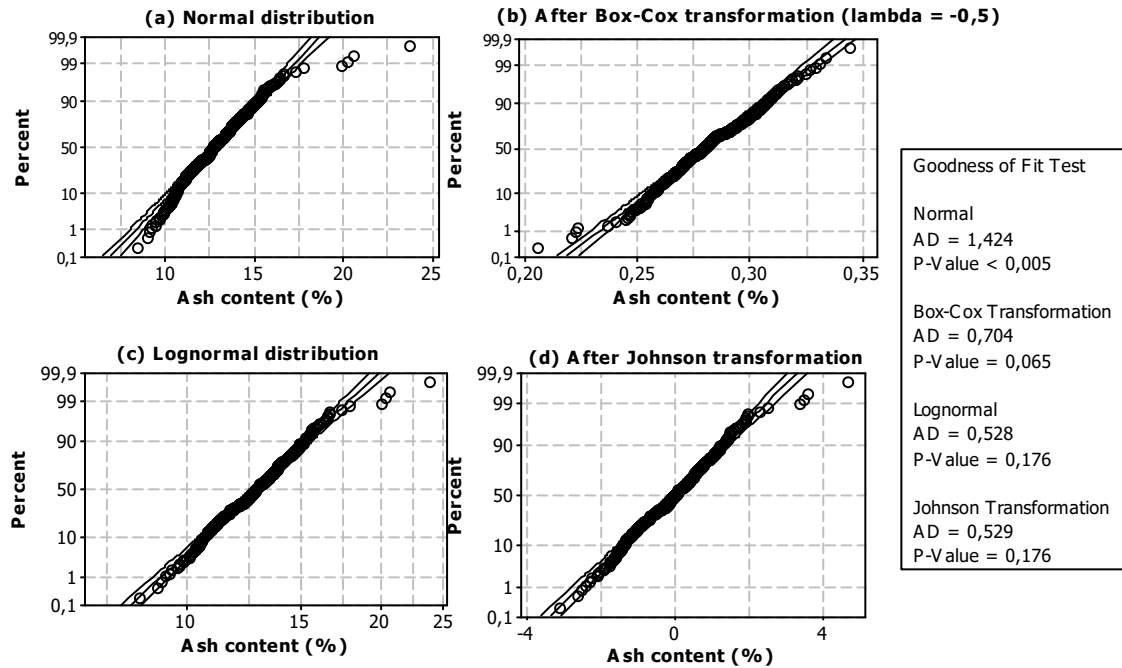 (a) Normal distribution
99,9
99
90
50
10
1
0,1
Percent
10
15
20
25
Ash content (%)
(b) After Box-Cox transformation (lambda = -0,5)
99,9
99
90
50
10
1
0,1
Percent
0,20
0,25
0,30
0,35
Ash content (%)
(c) Lognormal distribution
99,9
99
90
50
10
1
0,1
Percent
10
15
20
25
Ash content (%)
(d) After Johnson transformation
99,9
99
90
50
10
1
0,1
Percent
-4
0
4
Ash content (%)
Goodness of Fit Test
Normal
AD = 1,424
P-Value < 0,005
Box-Cox Transformation
AD = 0,704
P-Value = 0,065
Lognormal
AD = 0,528
P-Value = 0,176
Johnson Transformation
AD = 0,529
P-Value = 0,176